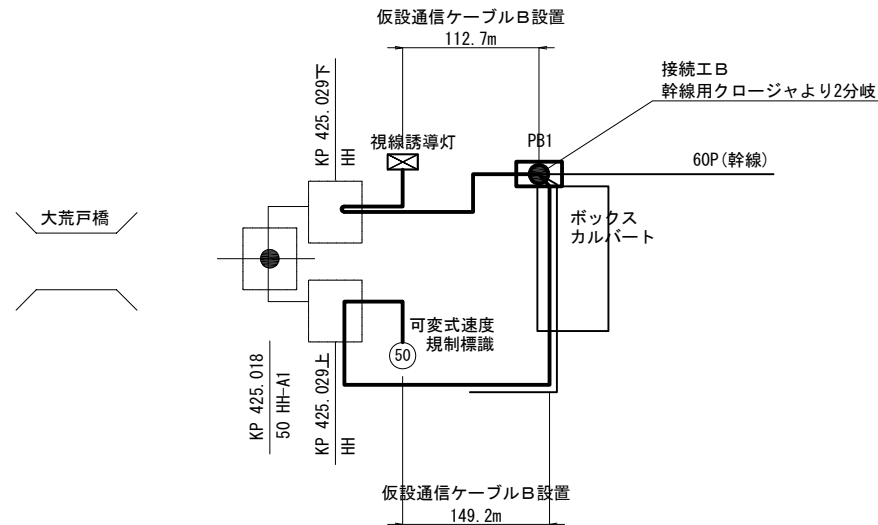 仮設通信ケーブルＢ設置
112.7m
接続工Ｂ
幹線用クロージャより2分岐
KP 425.029下
HH
視線誘導灯
PB1
60P(幹線)
大荒戸橋
ボックス
カルバート
可変式速度
規制標識
50
KP 425.018
50 HH-A1
KP 425.029上
HH
仮設通信ケーブルＢ設置
149.2m